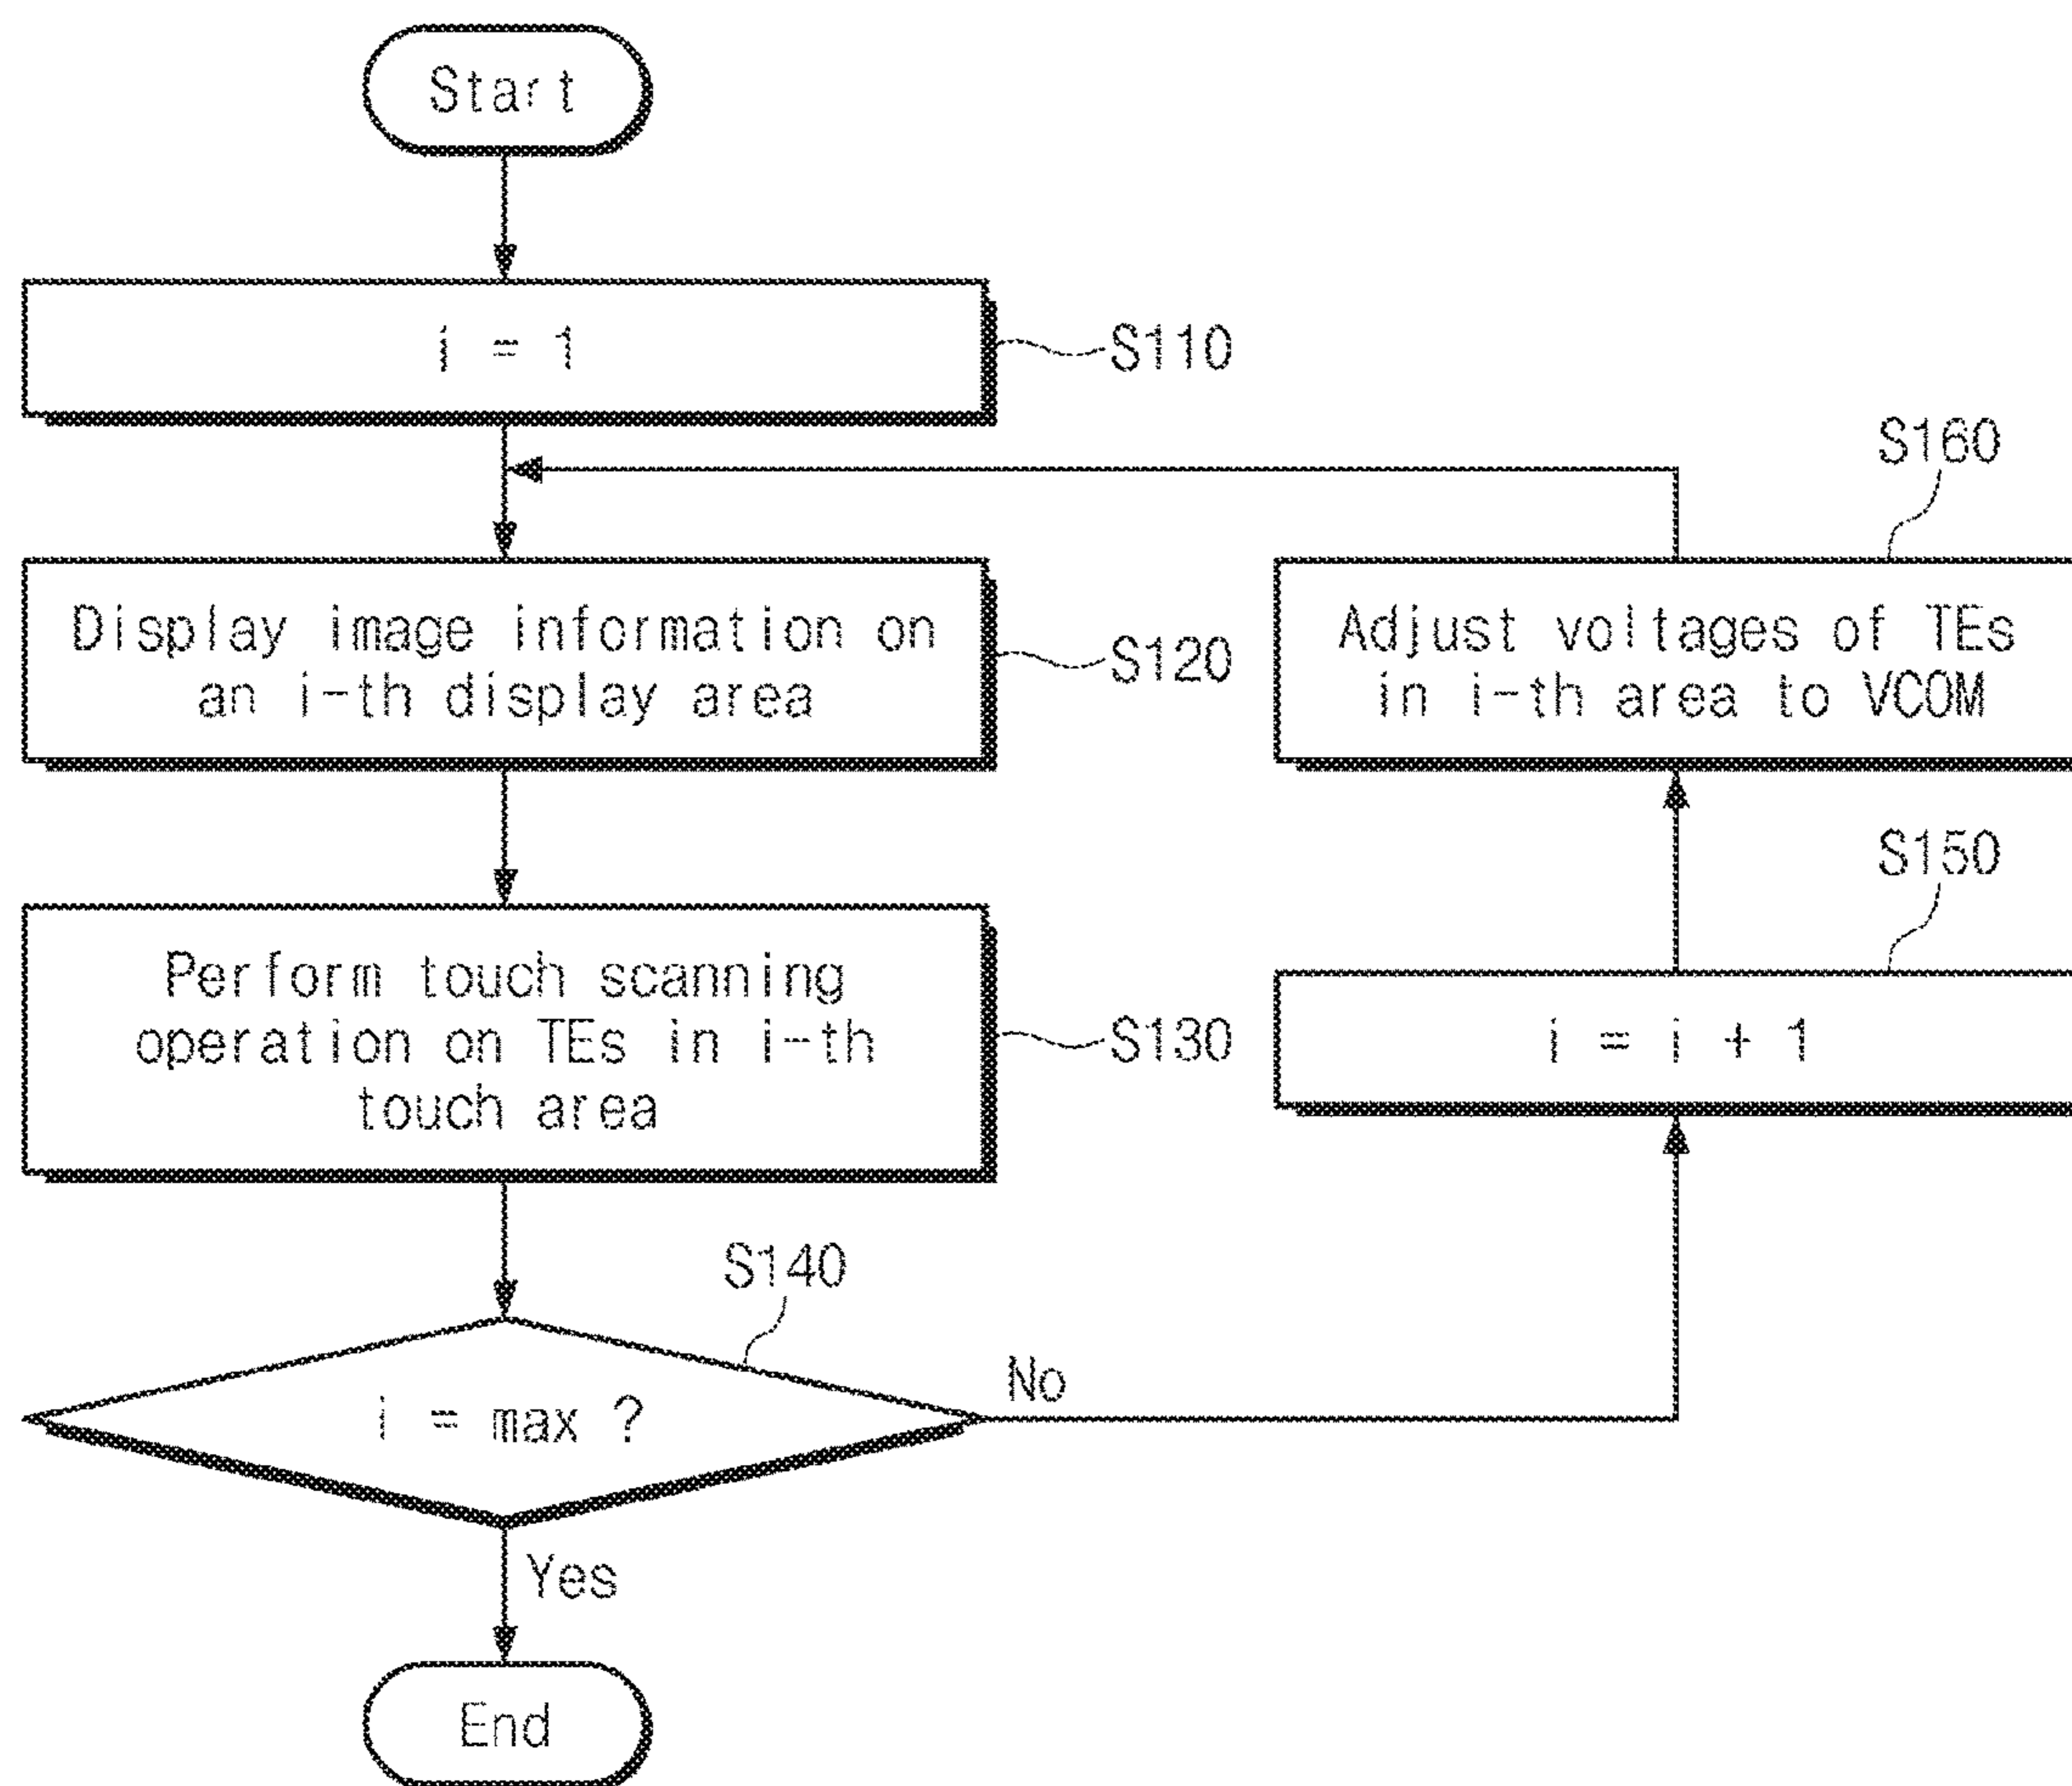 Start
i = 1
S110
S160
Display image information on
an i-th display area
S120
Adjust voltages of TEs
in i-th area to VCOM
S150
Perform touch scanning
operation on TEs in i-th
touch area
S130
i = i + 1
S140
i = max ?
No
Yes
End